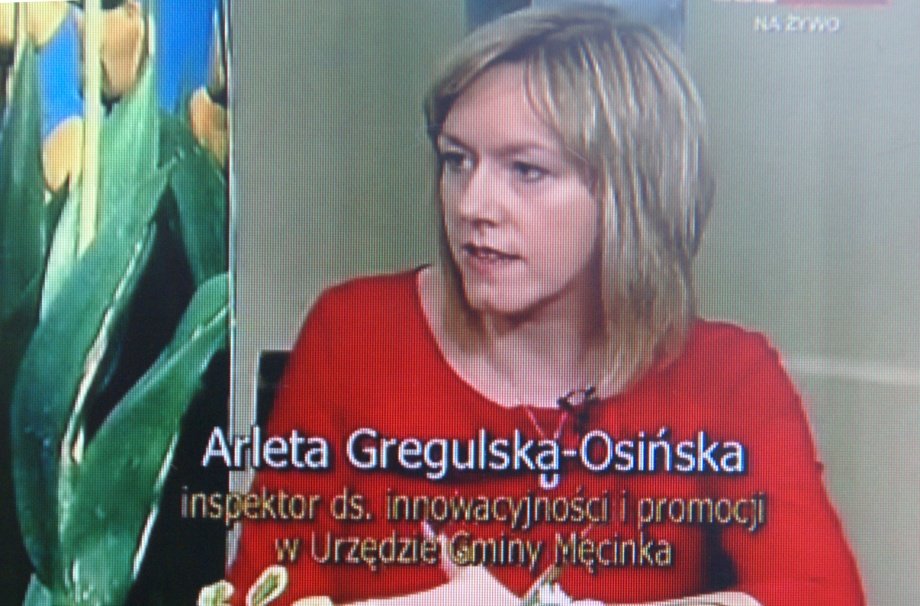 NA ŻYWO
Arleta Gregulska-Osińska
inspektor ds. innowacyjności i promocji
w Urzędzie Gminy Męcinka